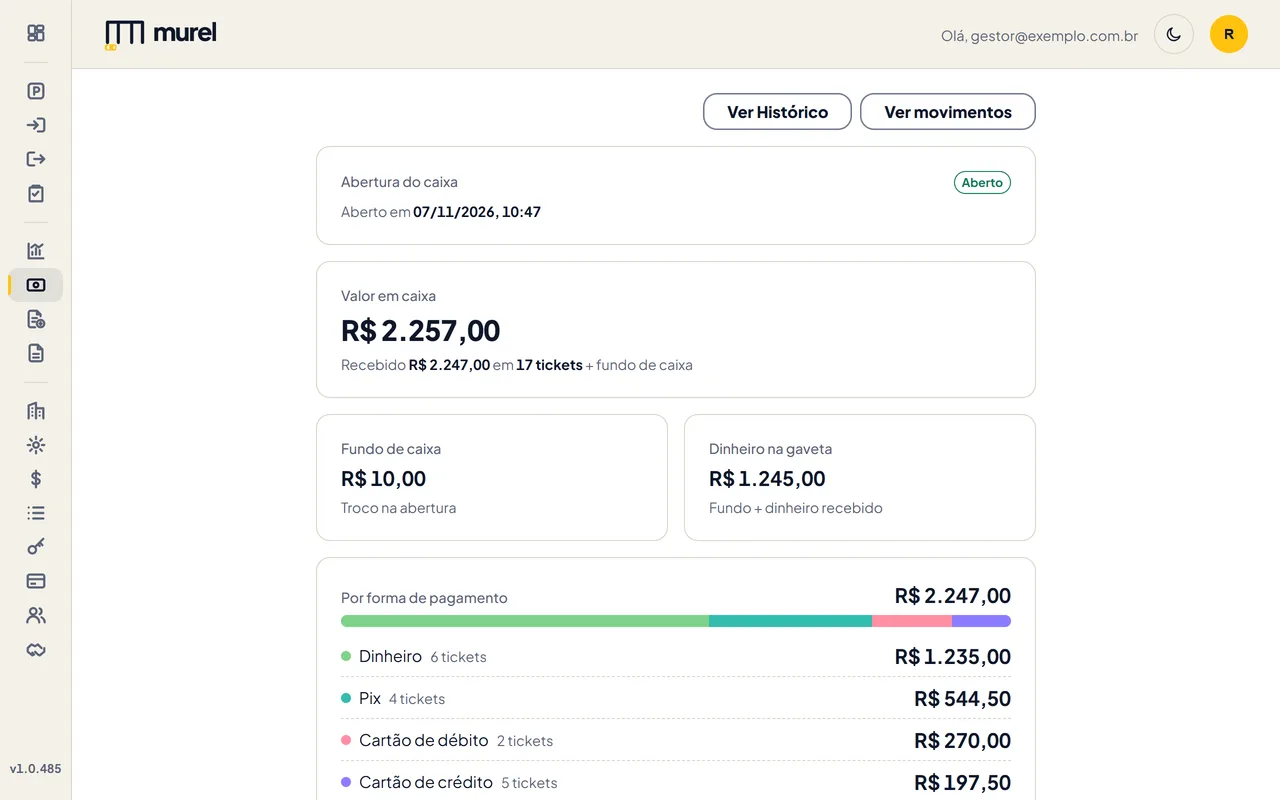 murel
Olá, gestor@exemplo.com.br
R
Ver Histórico
Ver movimentos
Abertura do caixa
Aberto
Aberto em 07/11/2026, 10:47
Valor em caixa
R$ 2.257,00
Recebido R$ 2.247,00 em 17 tickets + fundo de caixa
Fundo de caixa
R$ 10,00
Troco na abertura
Dinheiro na gaveta
R$ 1.245,00
Fundo + dinheiro recebido
Por forma de pagamento
R$ 2.247,00
Dinheiro 6 tickets
R$ 1.235,00
Pix 4 tickets
R$ 544,50
Cartão de débito 2 tickets
R$ 270,00
Cartão de crédito 5 tickets
R$ 197,50
v1.0.485